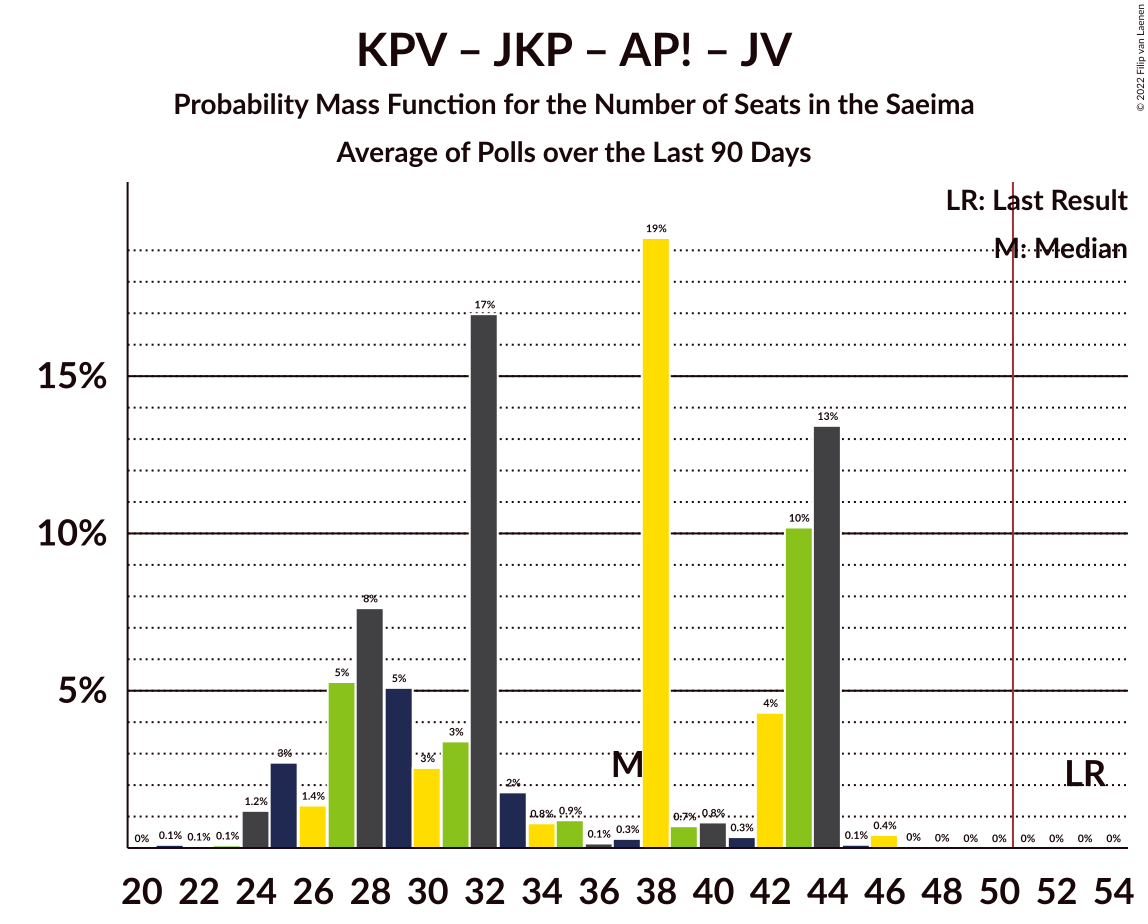 KPV – JKP – AP! – JV
Probability Mass Function for the Number of Seats in the Saeima
Average of Polls over the Last 90 Days
© 2022 Filip van Laenen
LR: Last Result
M: Median
19%
17%
15%
13%
10%
10%
8%
5%
5%
5%
4%
3%
3%
3%
2%
M
LR
1.2%
1.4%
0.8%
0.9%
0.7%
0.8%
0.4%
0% 0.1% 0.1% 0.1% 0.1% 0.3% 0.3% 0.1% 0% 0% 0% 0% 0% 0% 0% 0%
20 22 24 26 28 30 32 34 36 38 40 42 44 46 48 50 52 54